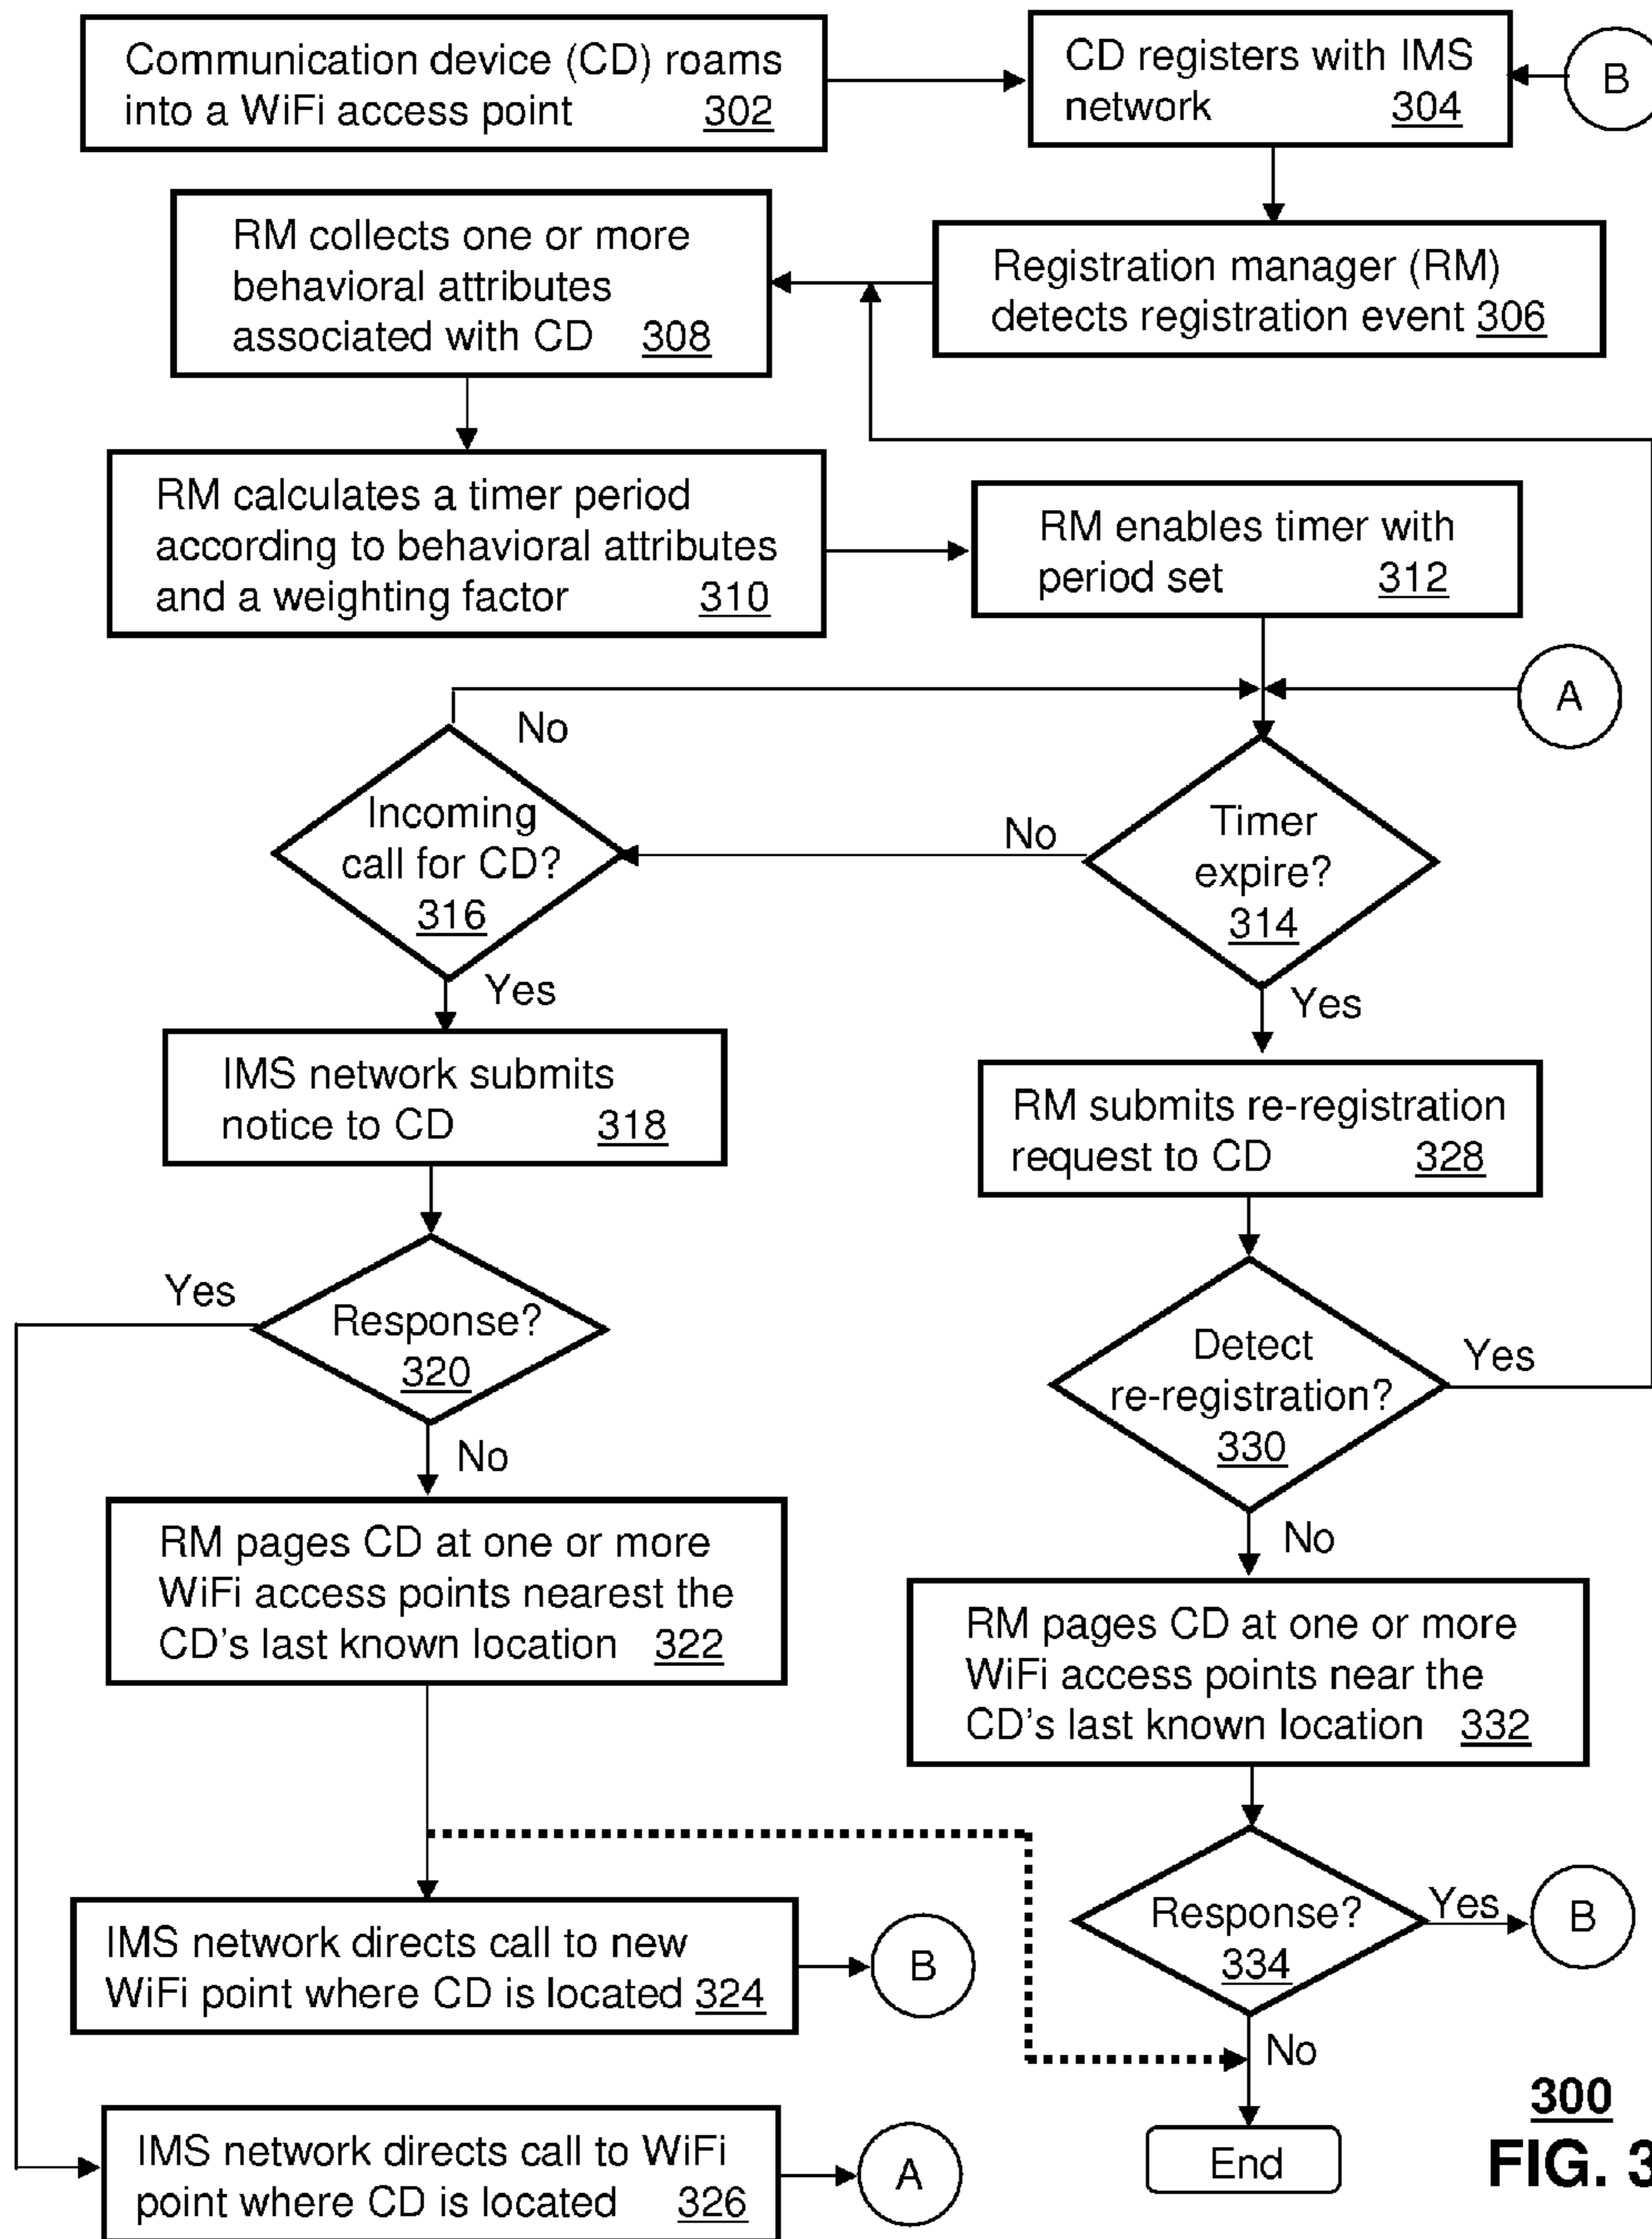 Communication device (CD) roams
into a WiFi access point 302
CD registers with IMS
network 304
B
RM collects one or more
behavioral attributes
associated with CD 308
Registration manager (RM)
detects registration event 306
RM calculates a timer period
according to behavioral attributes
and a weighting factor 310
RM enables timer with
period set 312
A
No
Incoming
call for CD?
316
No
Timer
expire?
314
Yes
Yes
IMS network submits
notice to CD 318
RM submits re-registration
request to CD 328
Yes
Response?
320
Detect
re-registration?
330
Yes
No
No
RM pages CD at one or more
WiFi access points nearest the
CD's last known location 322
RM pages CD at one or more
WiFi access points near the
CD's last known location 332
IMS network directs call to new
WiFi point where CD is located 324
B
Response?
334
Yes
B
No
IMS network directs call to WiFi
point where CD is located 326
A
End
300
FIG. 3